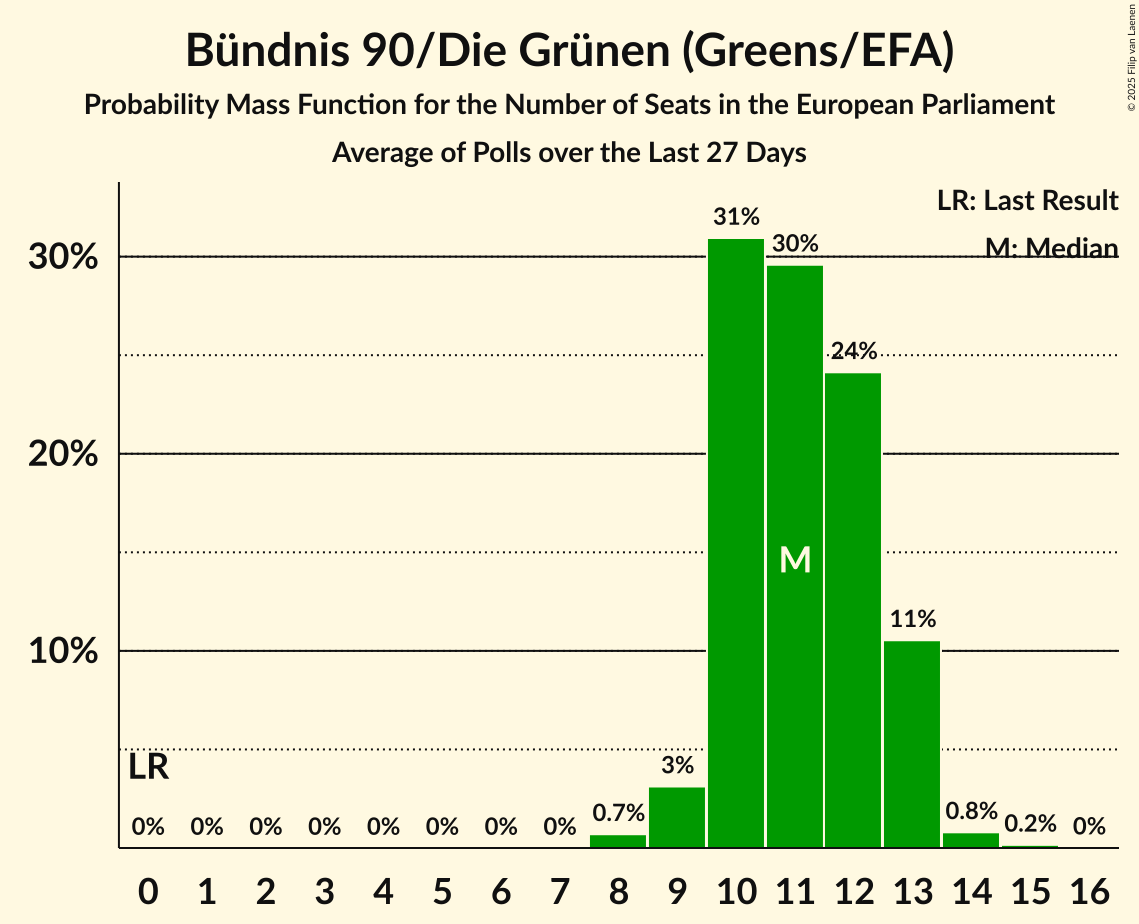 Bündnis 90/Die Grünen (Greens/EFA)
Probability Mass Function for the Number of Seats in the European Parliament
Average of Polls over the Last 27 Days
© 2025 Filip van Laenen
LR: Last Result
M: Median
30%
20%
10%
31%
30%
24%
M
11%
LR
3%
0% 0% 0% 0% 0% 0% 0% 0% 0.7% 0.8% 0.2% 0%
0 1 2 3 4 5 6 7 8 9 10 11 12 13 14 15 16